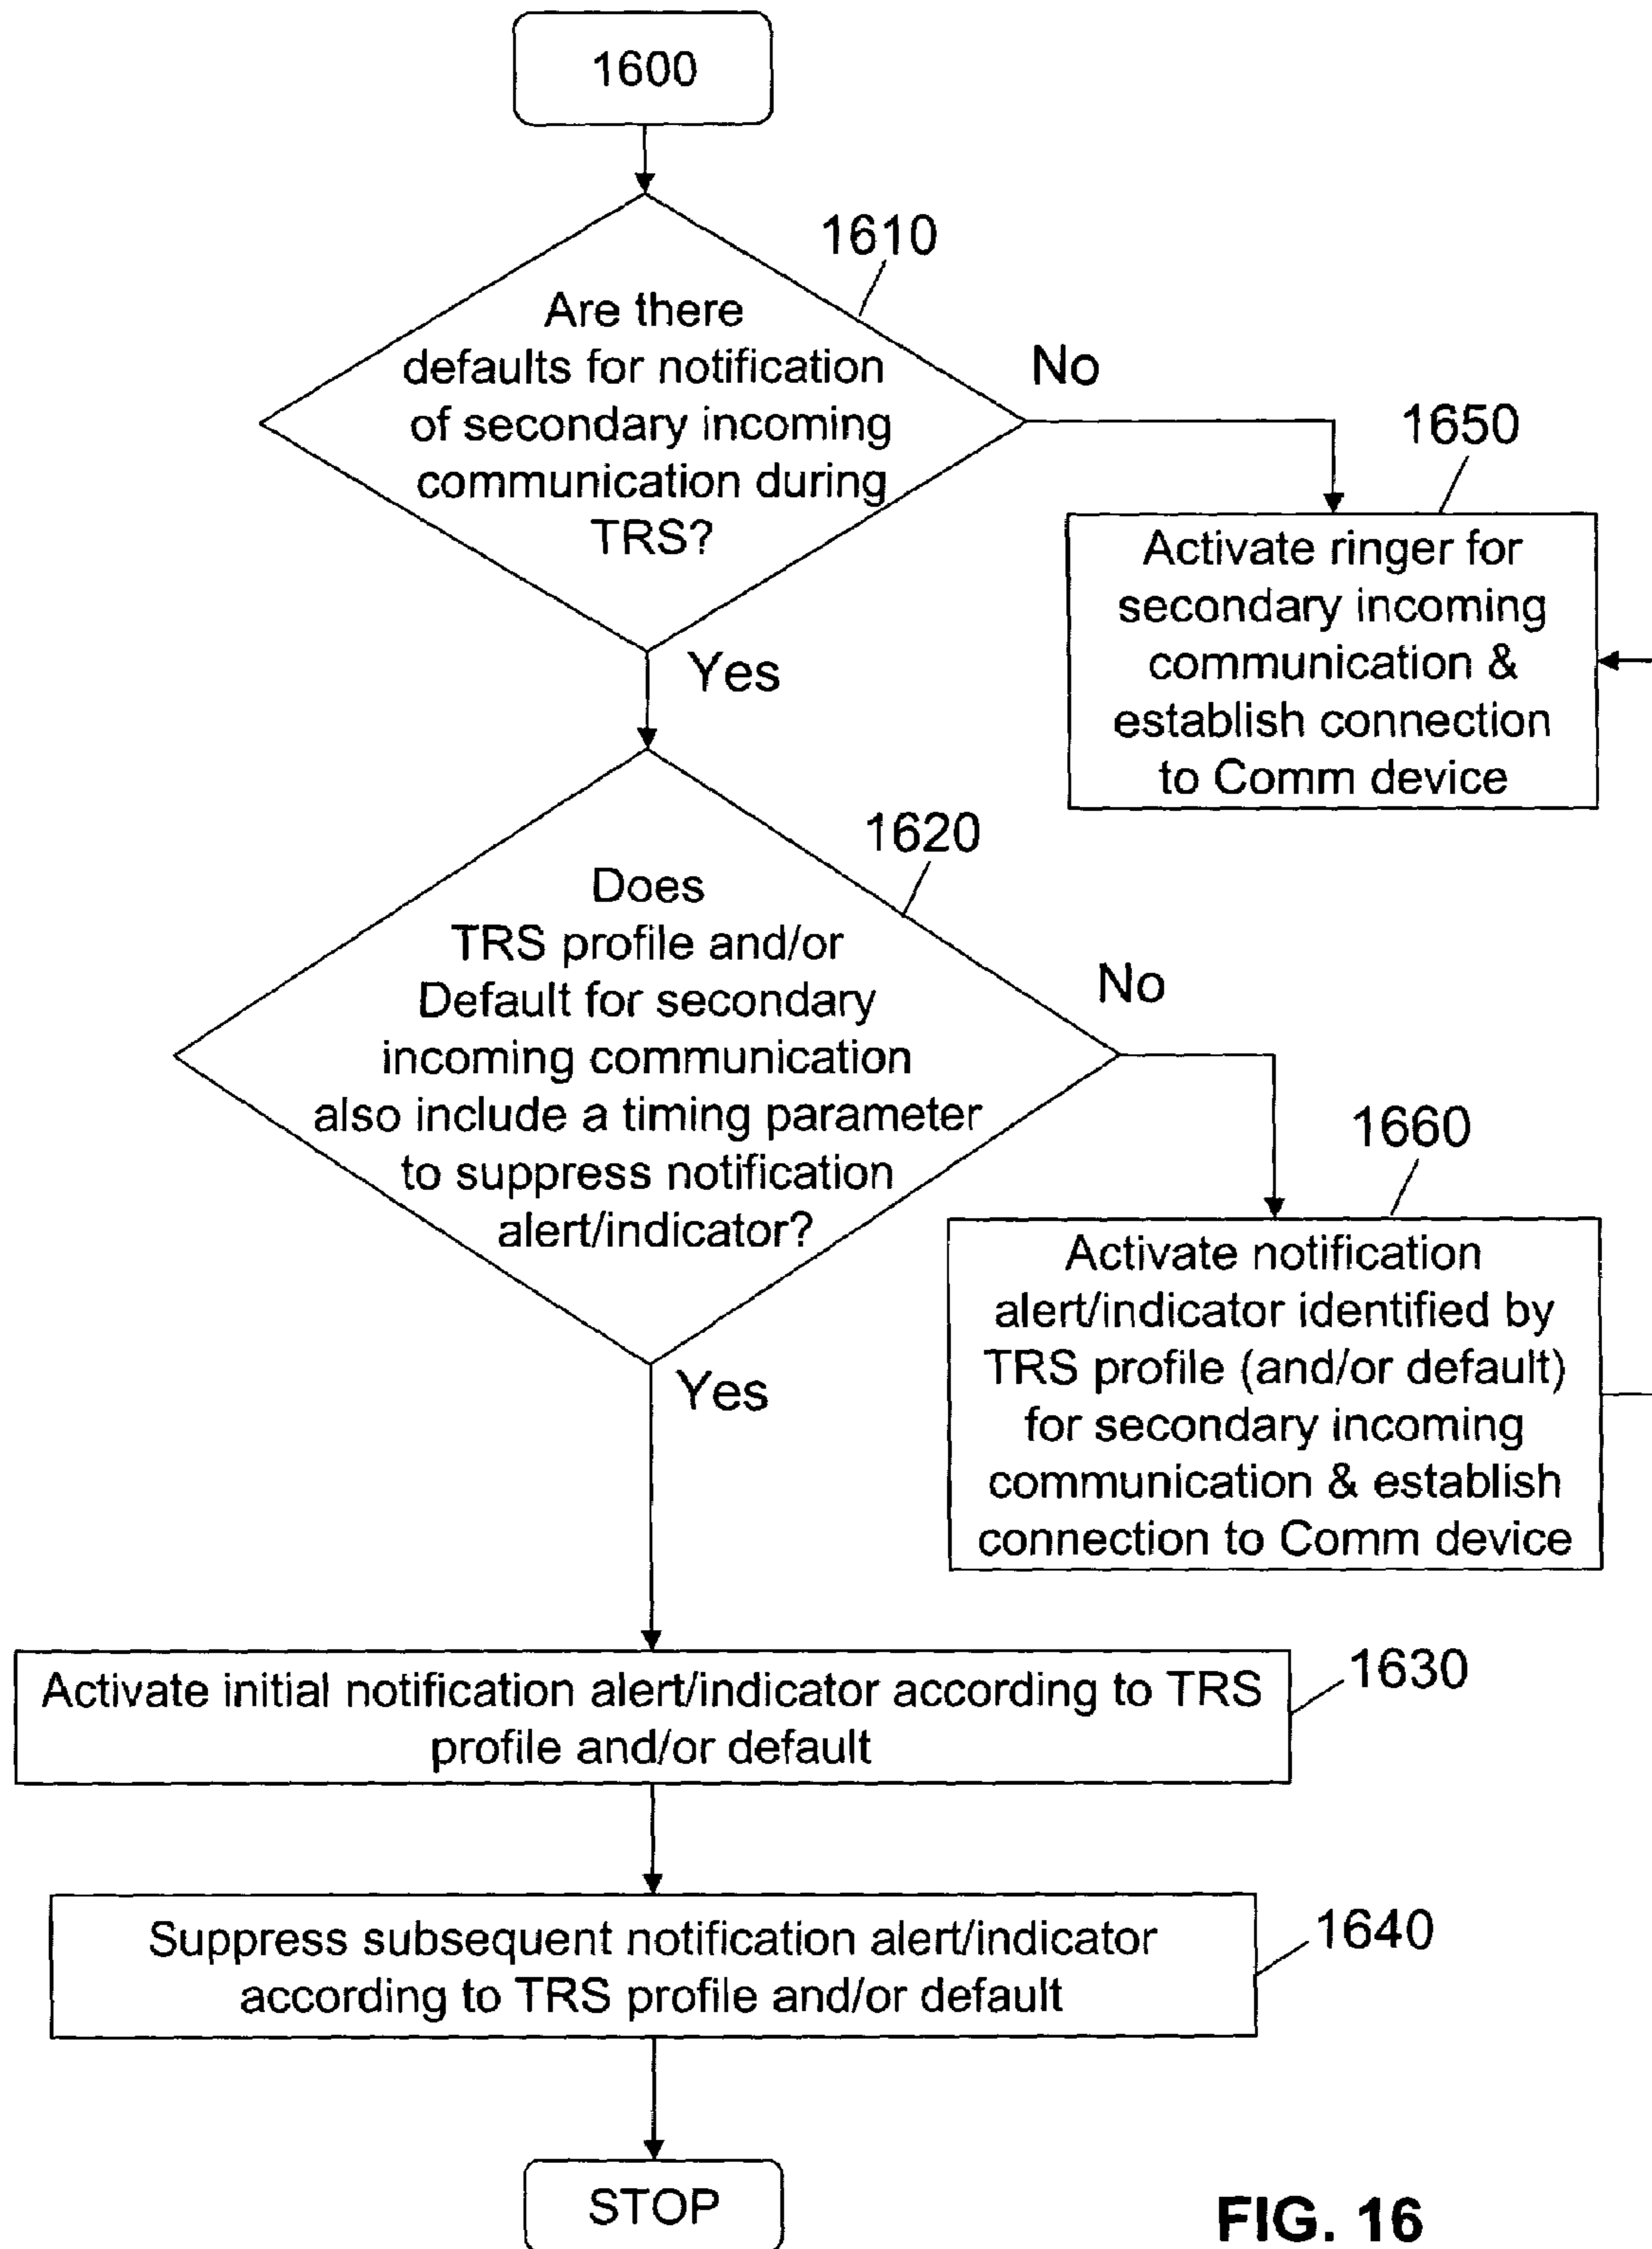 1600
1610
Are there
defaults for notification
of secondary incoming
communication during
TRS?
No
Yes
1650
Activate ringer for
secondary incoming
communication &
establish connection
to Comm device
1620
Does
TRS profile and/or
Default for secondary
incoming communication
also include a timing parameter
to suppress notification
alert/indicator?
No
Yes
1660
Activate notification
alert/indicator identified by
TRS profile (and/or default)
for secondary incoming
communication & establish
connection to Comm device
Activate initial notification alert/indicator according to TRS
profile and/or default
1630
Suppress subsequent notification alert/indicator
according to TRS profile and/or default
1640
STOP
FIG. 16